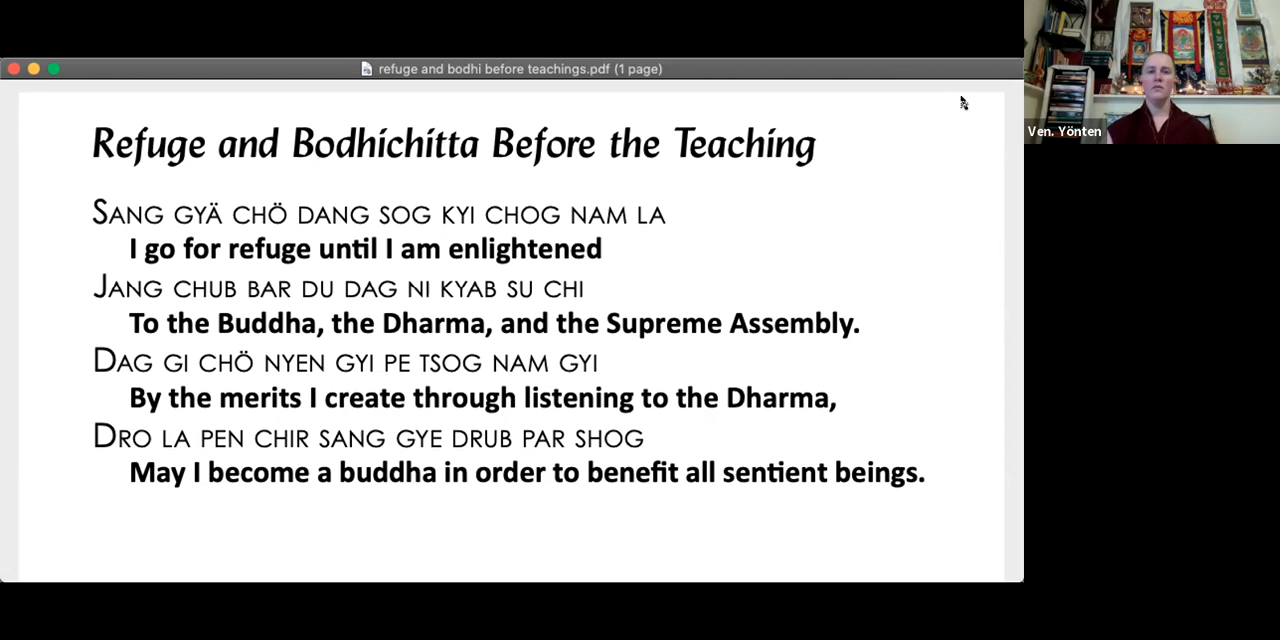 refuge and bodhi before teachings.pdf (1 page)
Refuge and Bodhichitta Before the Teaching
SANG GYÄ CHÖ DANG SOG KYI CHOG NAM LA
I go for refuge until I am enlightened
JANG CHUB BAR DU DAG NI KYAB SU CHI
To the Buddha, the Dharma, and the Supreme Assembly.
DAG GI CHÖ NYEN GYI PE TSOG NAM GYI
By the merits I create through listening to the Dharma,
DRO LA PEN CHIR SANG GYE DRUB PAR SHOG
May I become a buddha in order to benefit all sentient beings.
Ven. Yönten